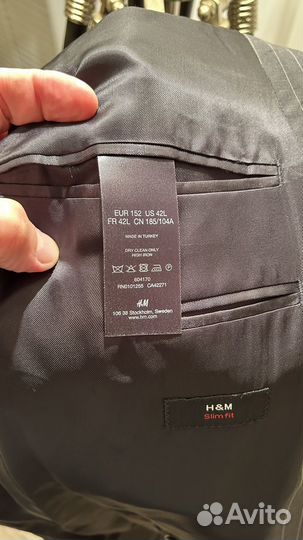 EUR 152 US 42L
FR 42L CN 185/104A
MADE IN TURKEY
DRY CLEAN ONLY
HIGH IRON
604170
RN0101255 CA42271
H&M
106 38 Stockholm, Sweden
www.hm.com
H&M
Slim fit
Avito